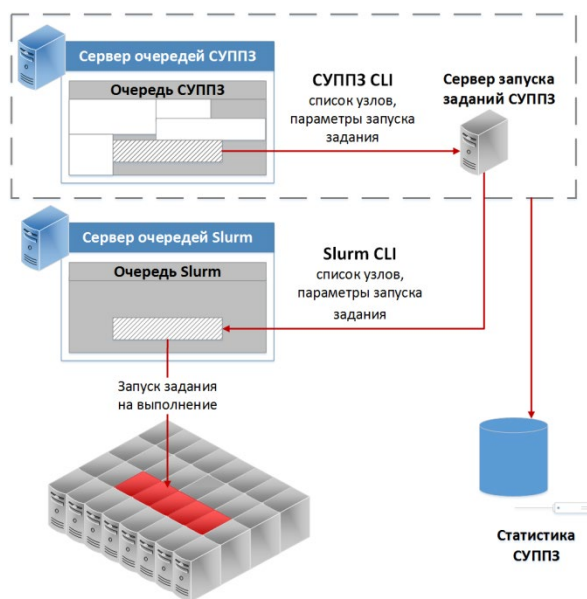 Сервер очередей СУППЗ
Очередь СУППЗ
СУППЗ CLI
список узлов,
параметры запуска
задания
Сервер запуска
заданий СУППЗ
Сервер очередей Slurm
Очередь Slurm
Slurm CLI
список узлов,
параметры запуска
задания
Запуск задания
на выполнение
Статистика
СУППЗ